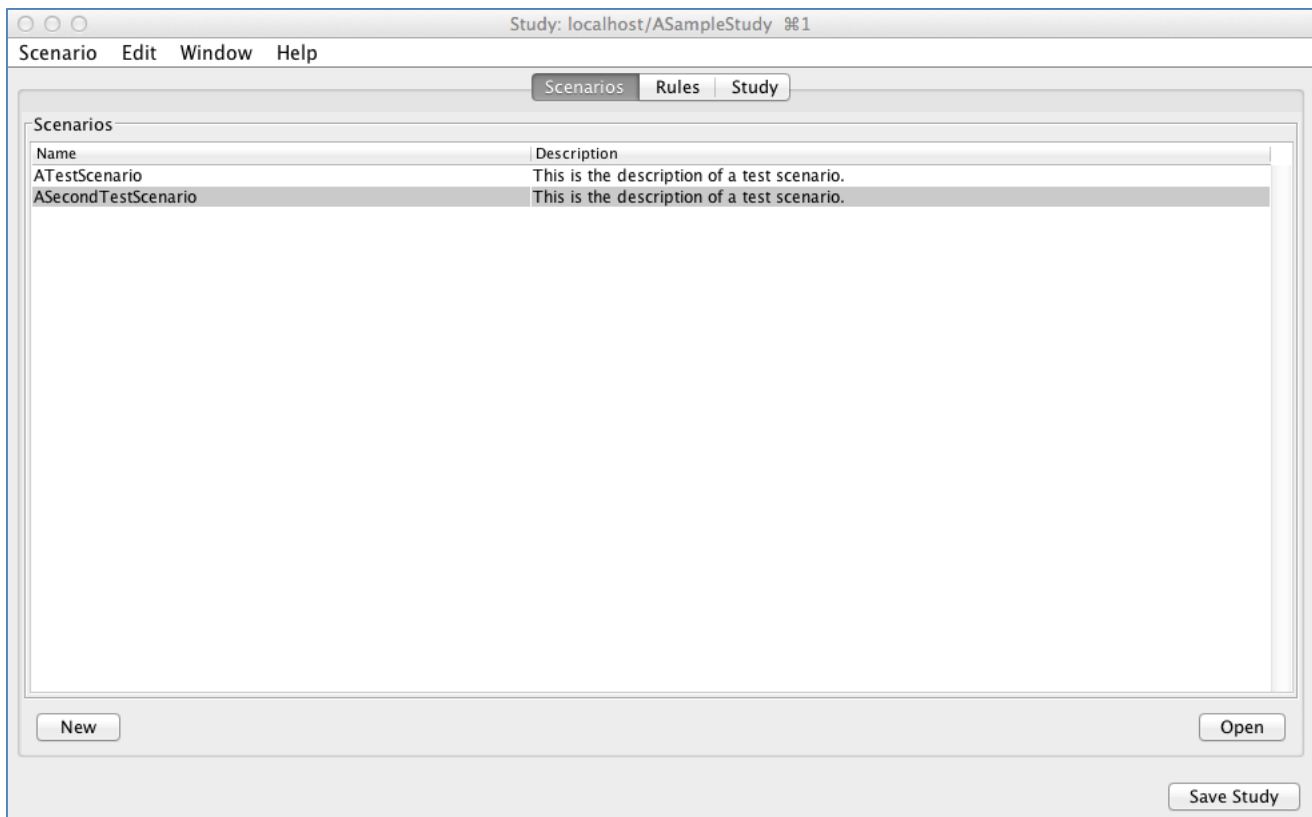 Study: localhost/ASampleStudy ⌘1
Scenario Edit Window Help
Scenarios Rules Study
Scenarios
Name Description
ATestScenario This is the description of a test scenario.
ASecondTestScenario This is the description of a test scenario.
New Open
Save Study